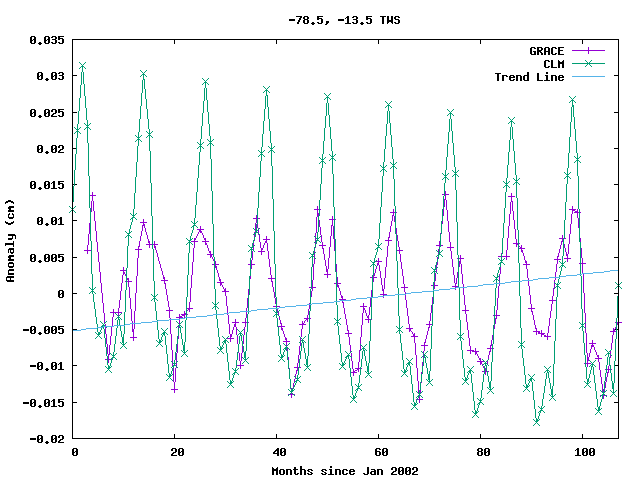 -78.5, -13.5 TWS
GRACE
CLM
Trend Line
0.035
0.03
0.025
0.02
0.015
0.01
0.005
0
-0.005
-0.01
-0.015
-0.02
Anomaly (cm)
0 20 40 60 80 100
Months since Jan 2002